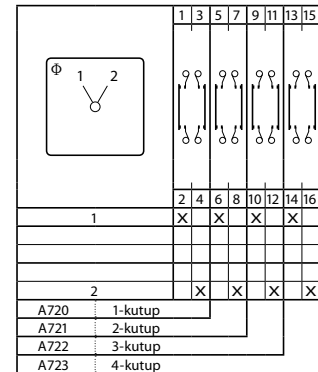 1 3 5 7 9 11 13 15
Φ 1 2
2 4 6 8 10 12 14 16
1 X X X X
2 X X X X
A720 1-kutup
A721 2-kutup
A722 3-kutup
A723 4-kutup